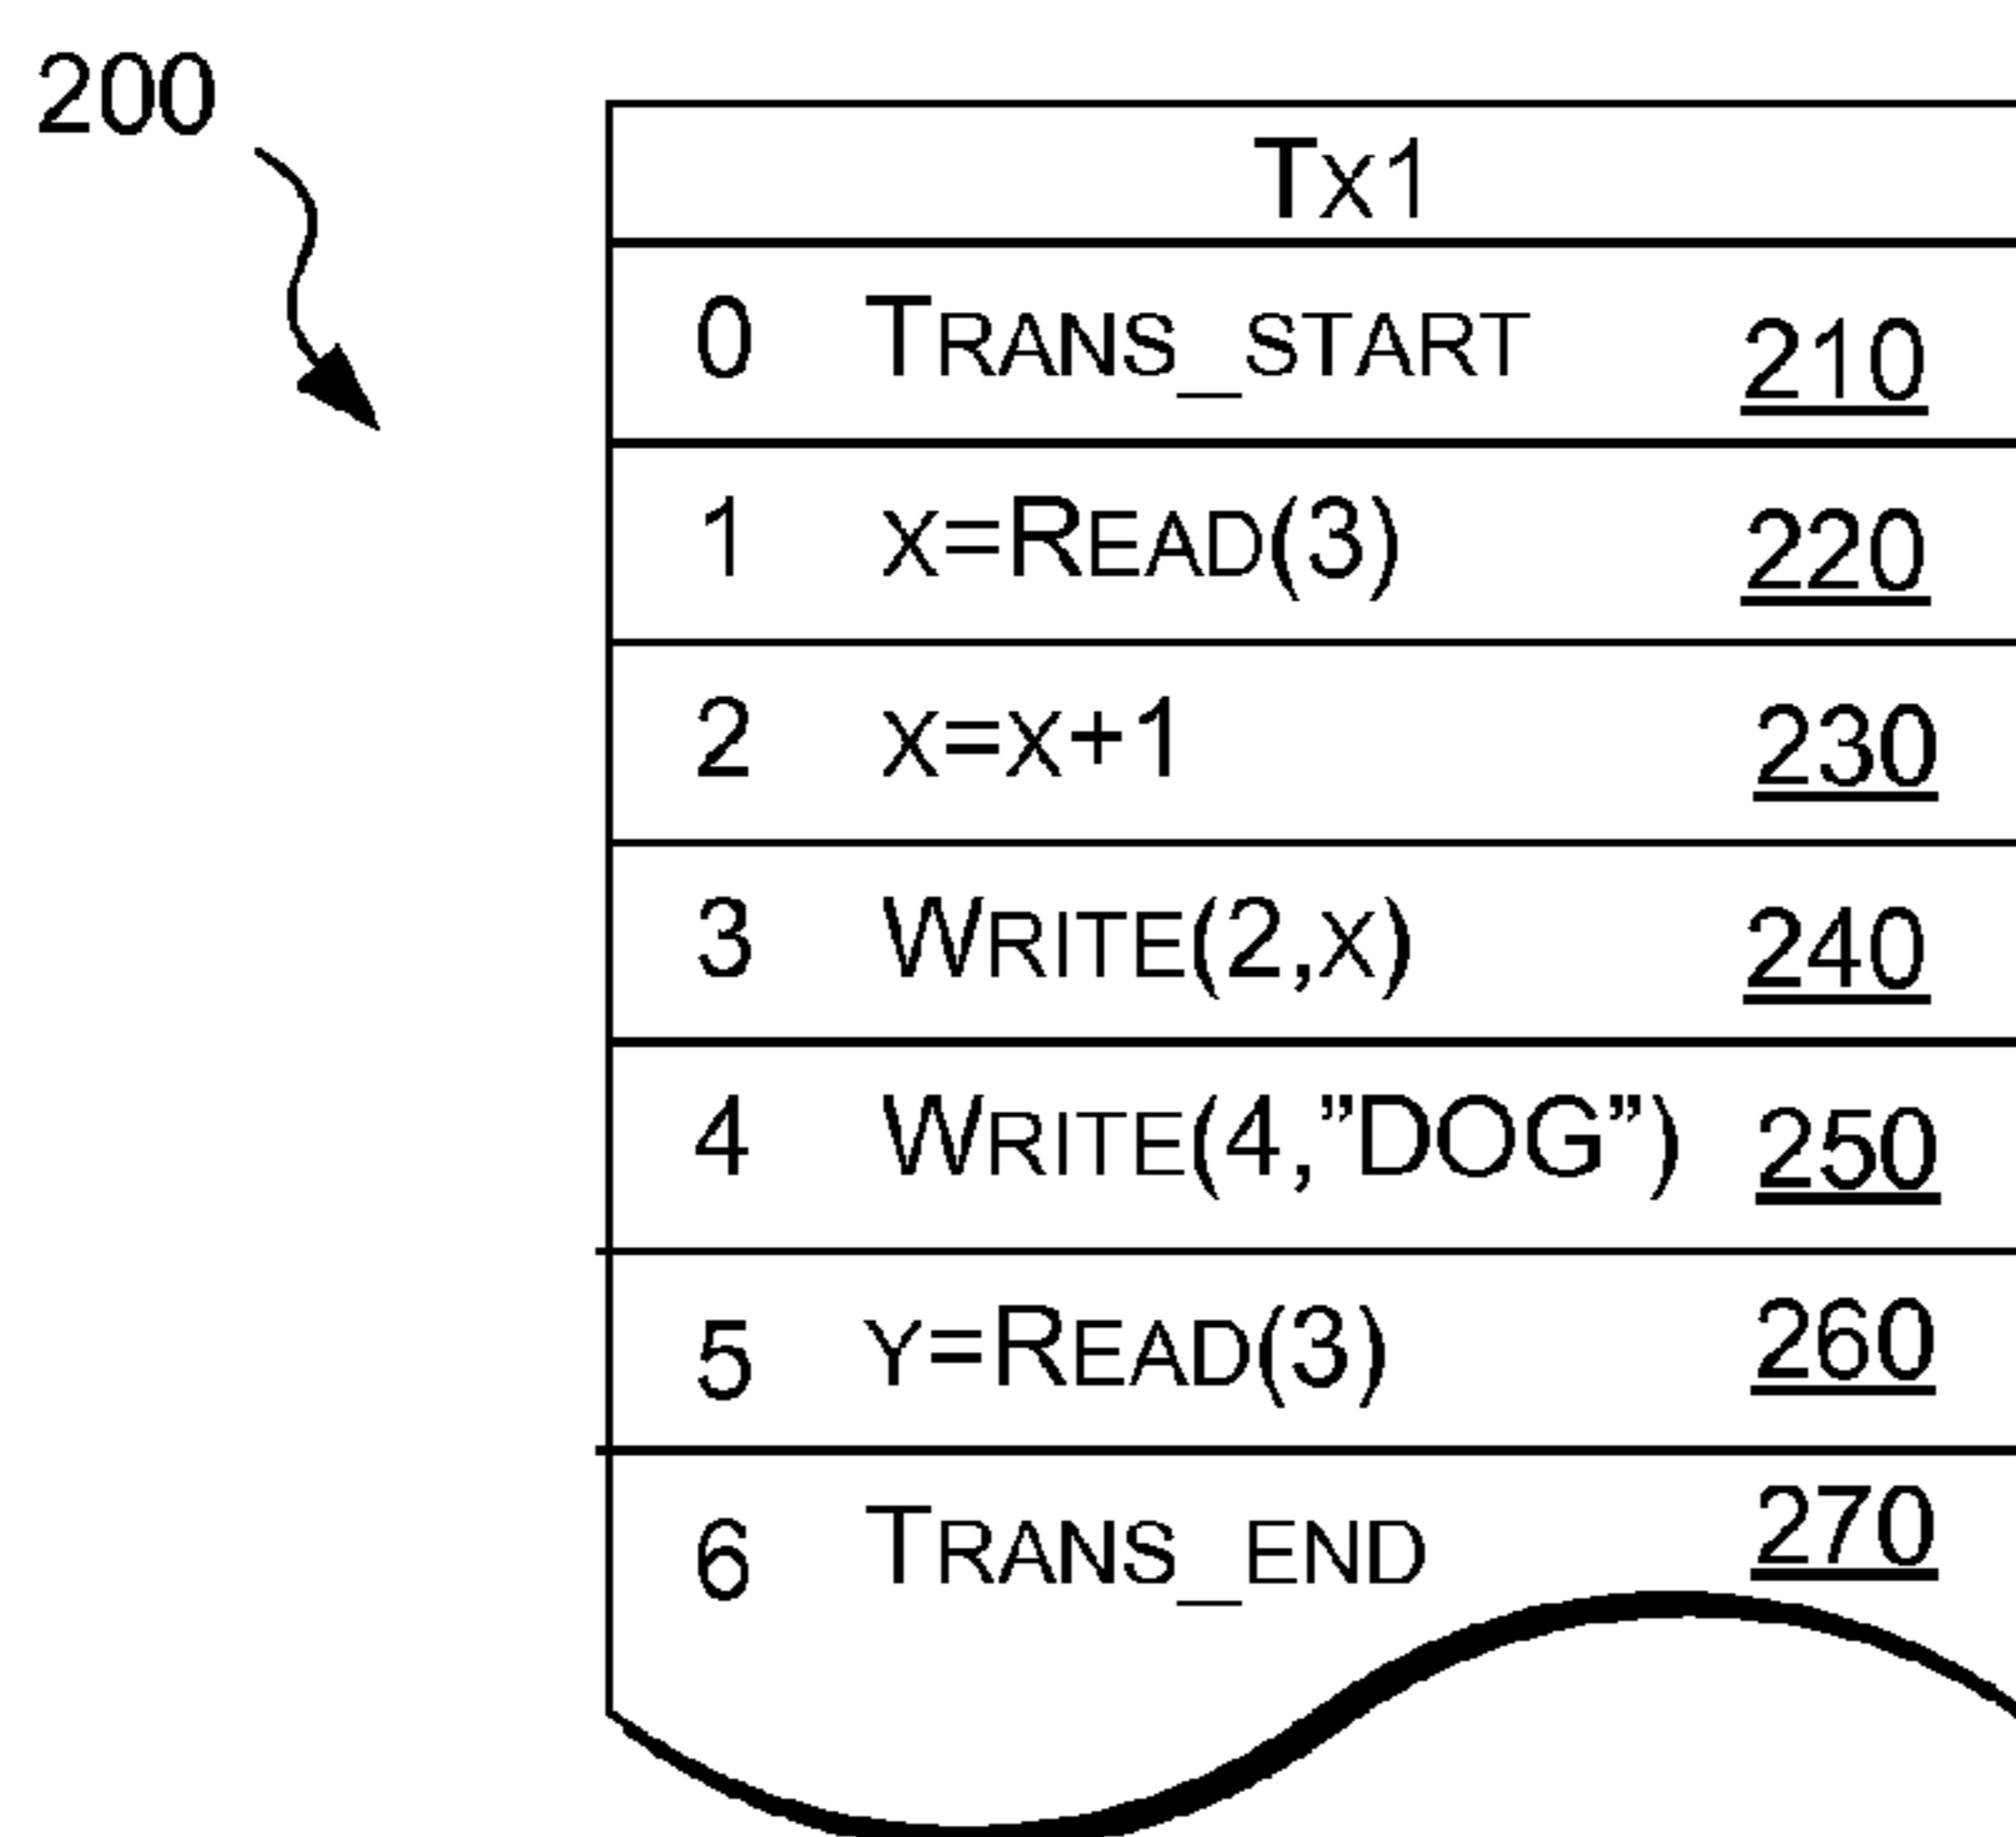 200
Tx1
0 TRANS_START 210
1 x=READ(3) 220
2 x=x+1 230
3 WRITE(2,x) 240
4 WRITE(4,”DOG”) 250
5 Y=READ(3) 260
6 TRANS_END 270